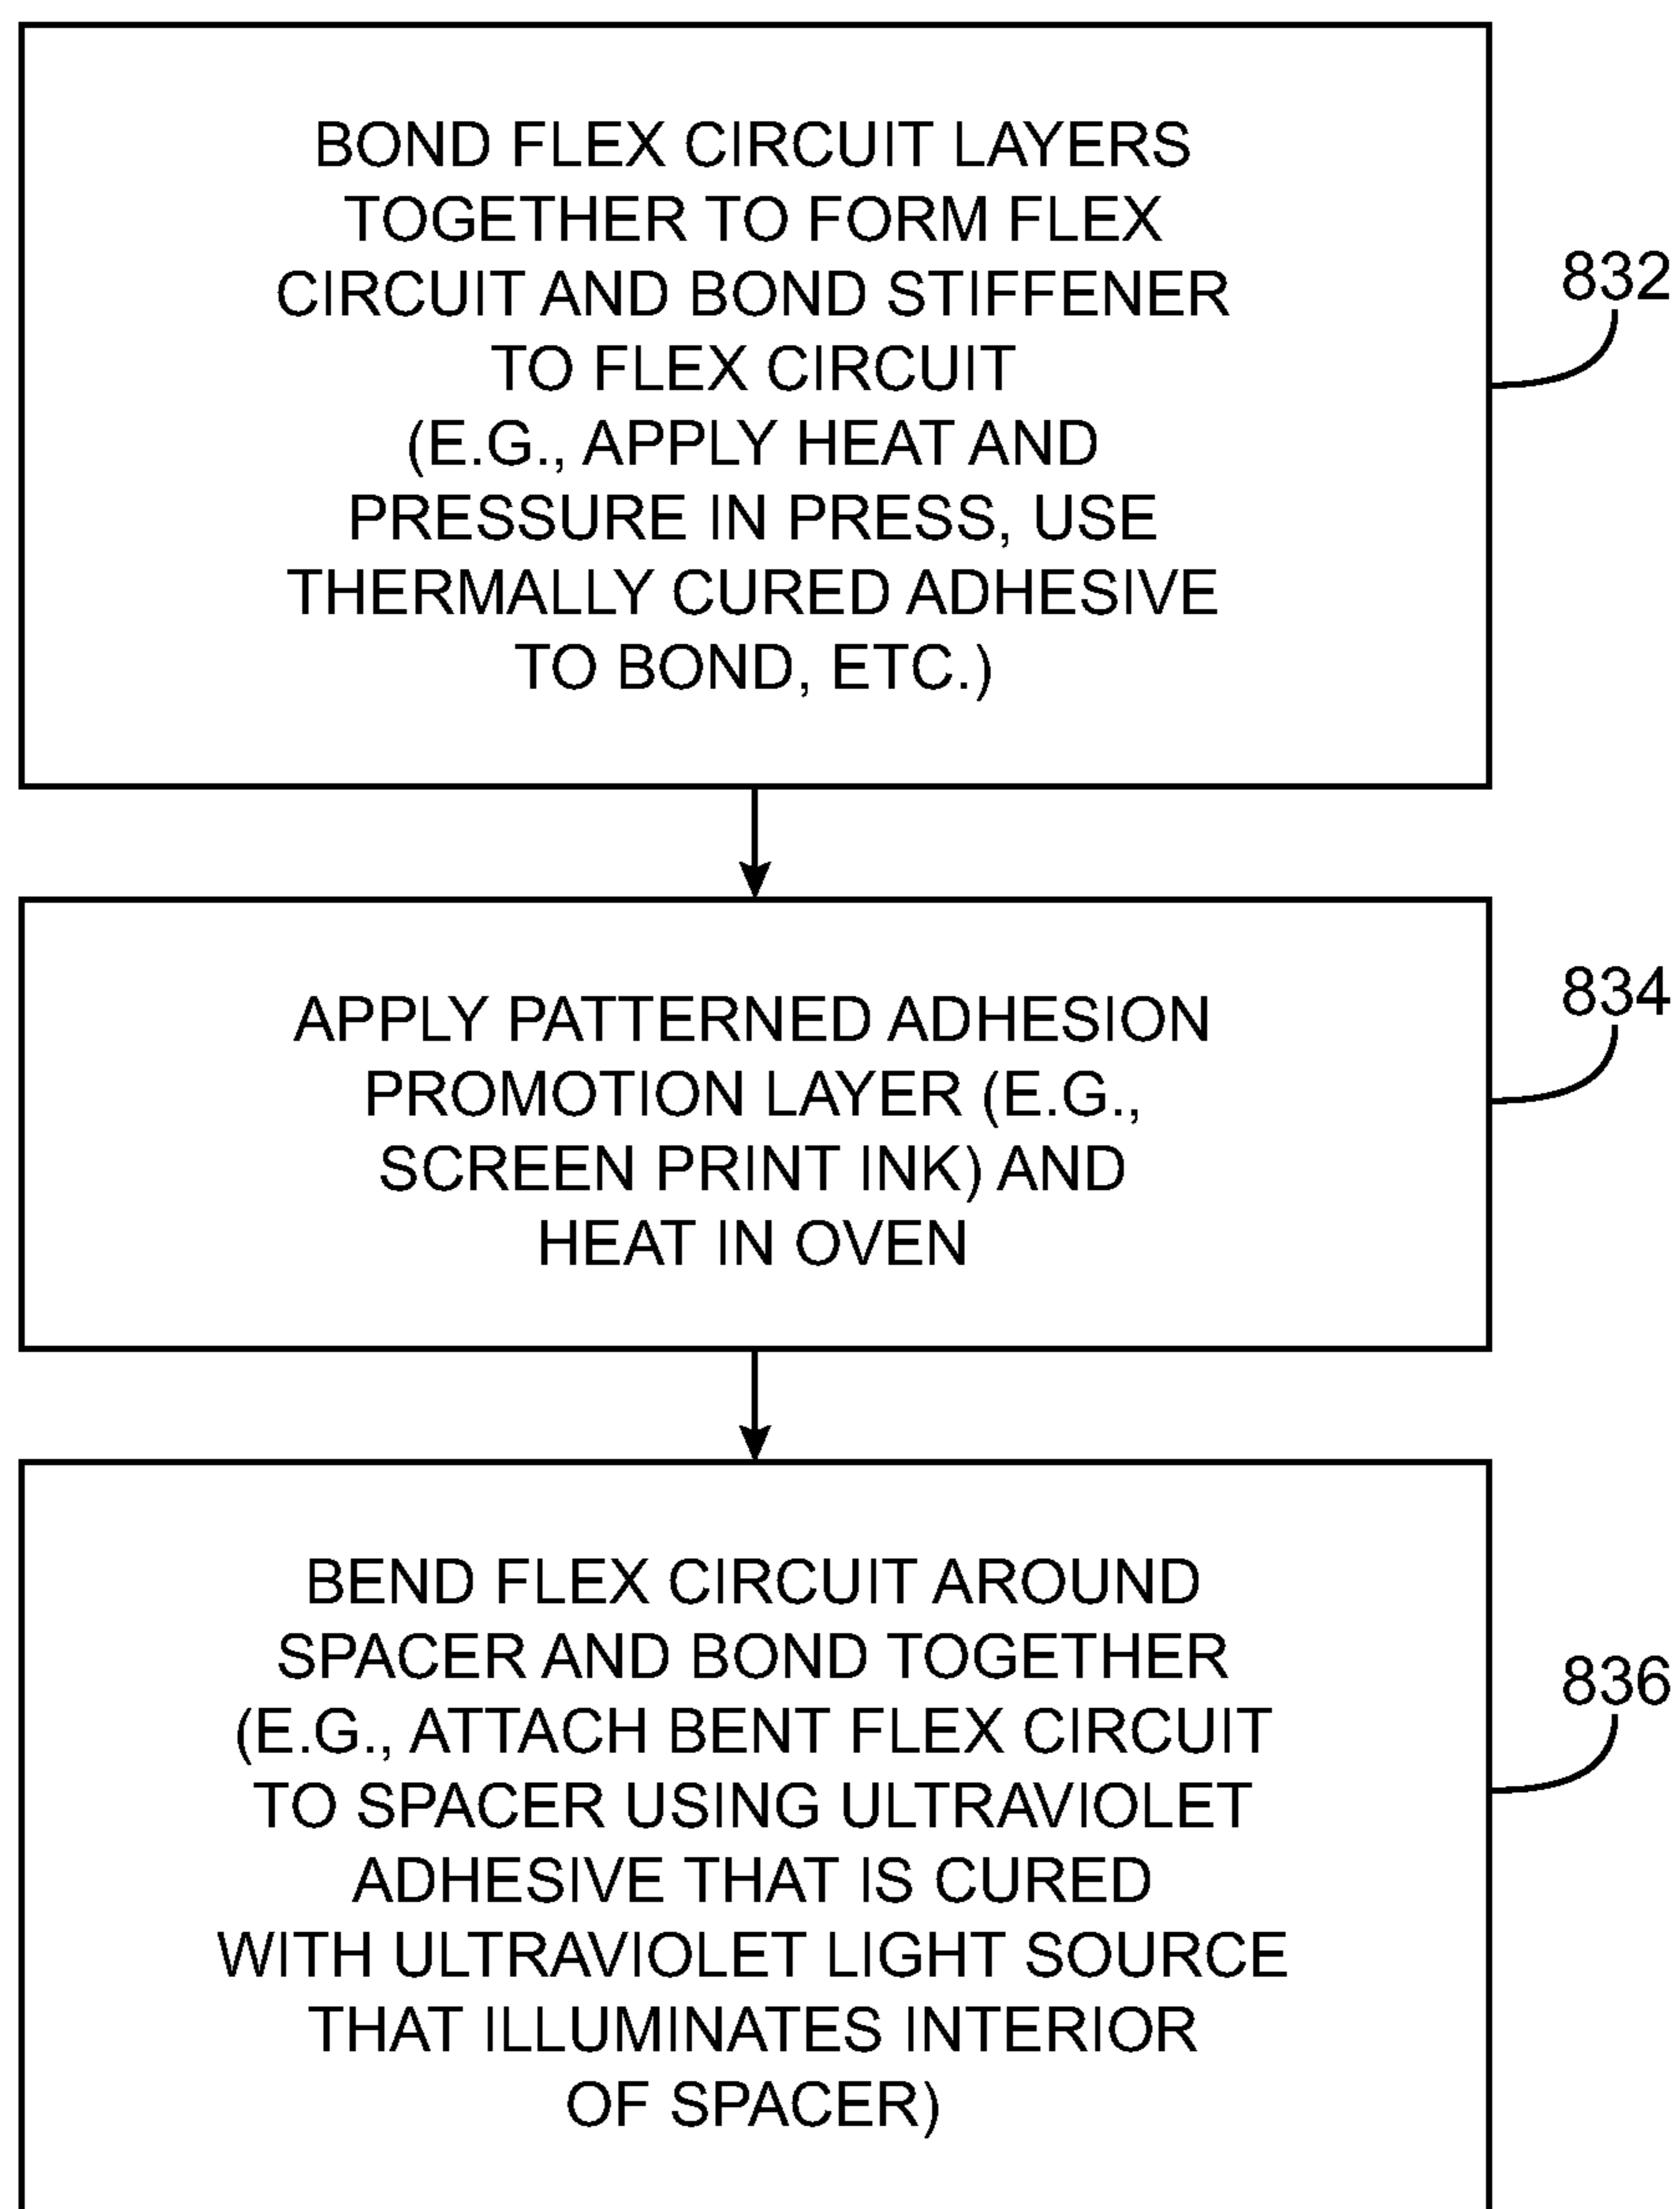 BOND FLEX CIRCUIT LAYERS
TOGETHER TO FORM FLEX
CIRCUIT AND BOND STIFFENER
TO FLEX CIRCUIT
(E.G., APPLY HEAT AND
PRESSURE IN PRESS, USE
THERMALLY CURED ADHESIVE
TO BOND, ETC.)
832
APPLY PATTERNED ADHESION
PROMOTION LAYER (E.G.,
SCREEN PRINT INK) AND
HEAT IN OVEN
834
BEND FLEX CIRCUIT AROUND
SPACER AND BOND TOGETHER
(E.G., ATTACH BENT FLEX CIRCUIT
TO SPACER USING ULTRAVIOLET
ADHESIVE THAT IS CURED
WITH ULTRAVIOLET LIGHT SOURCE
THAT ILLUMINATES INTERIOR
OF SPACER)
836